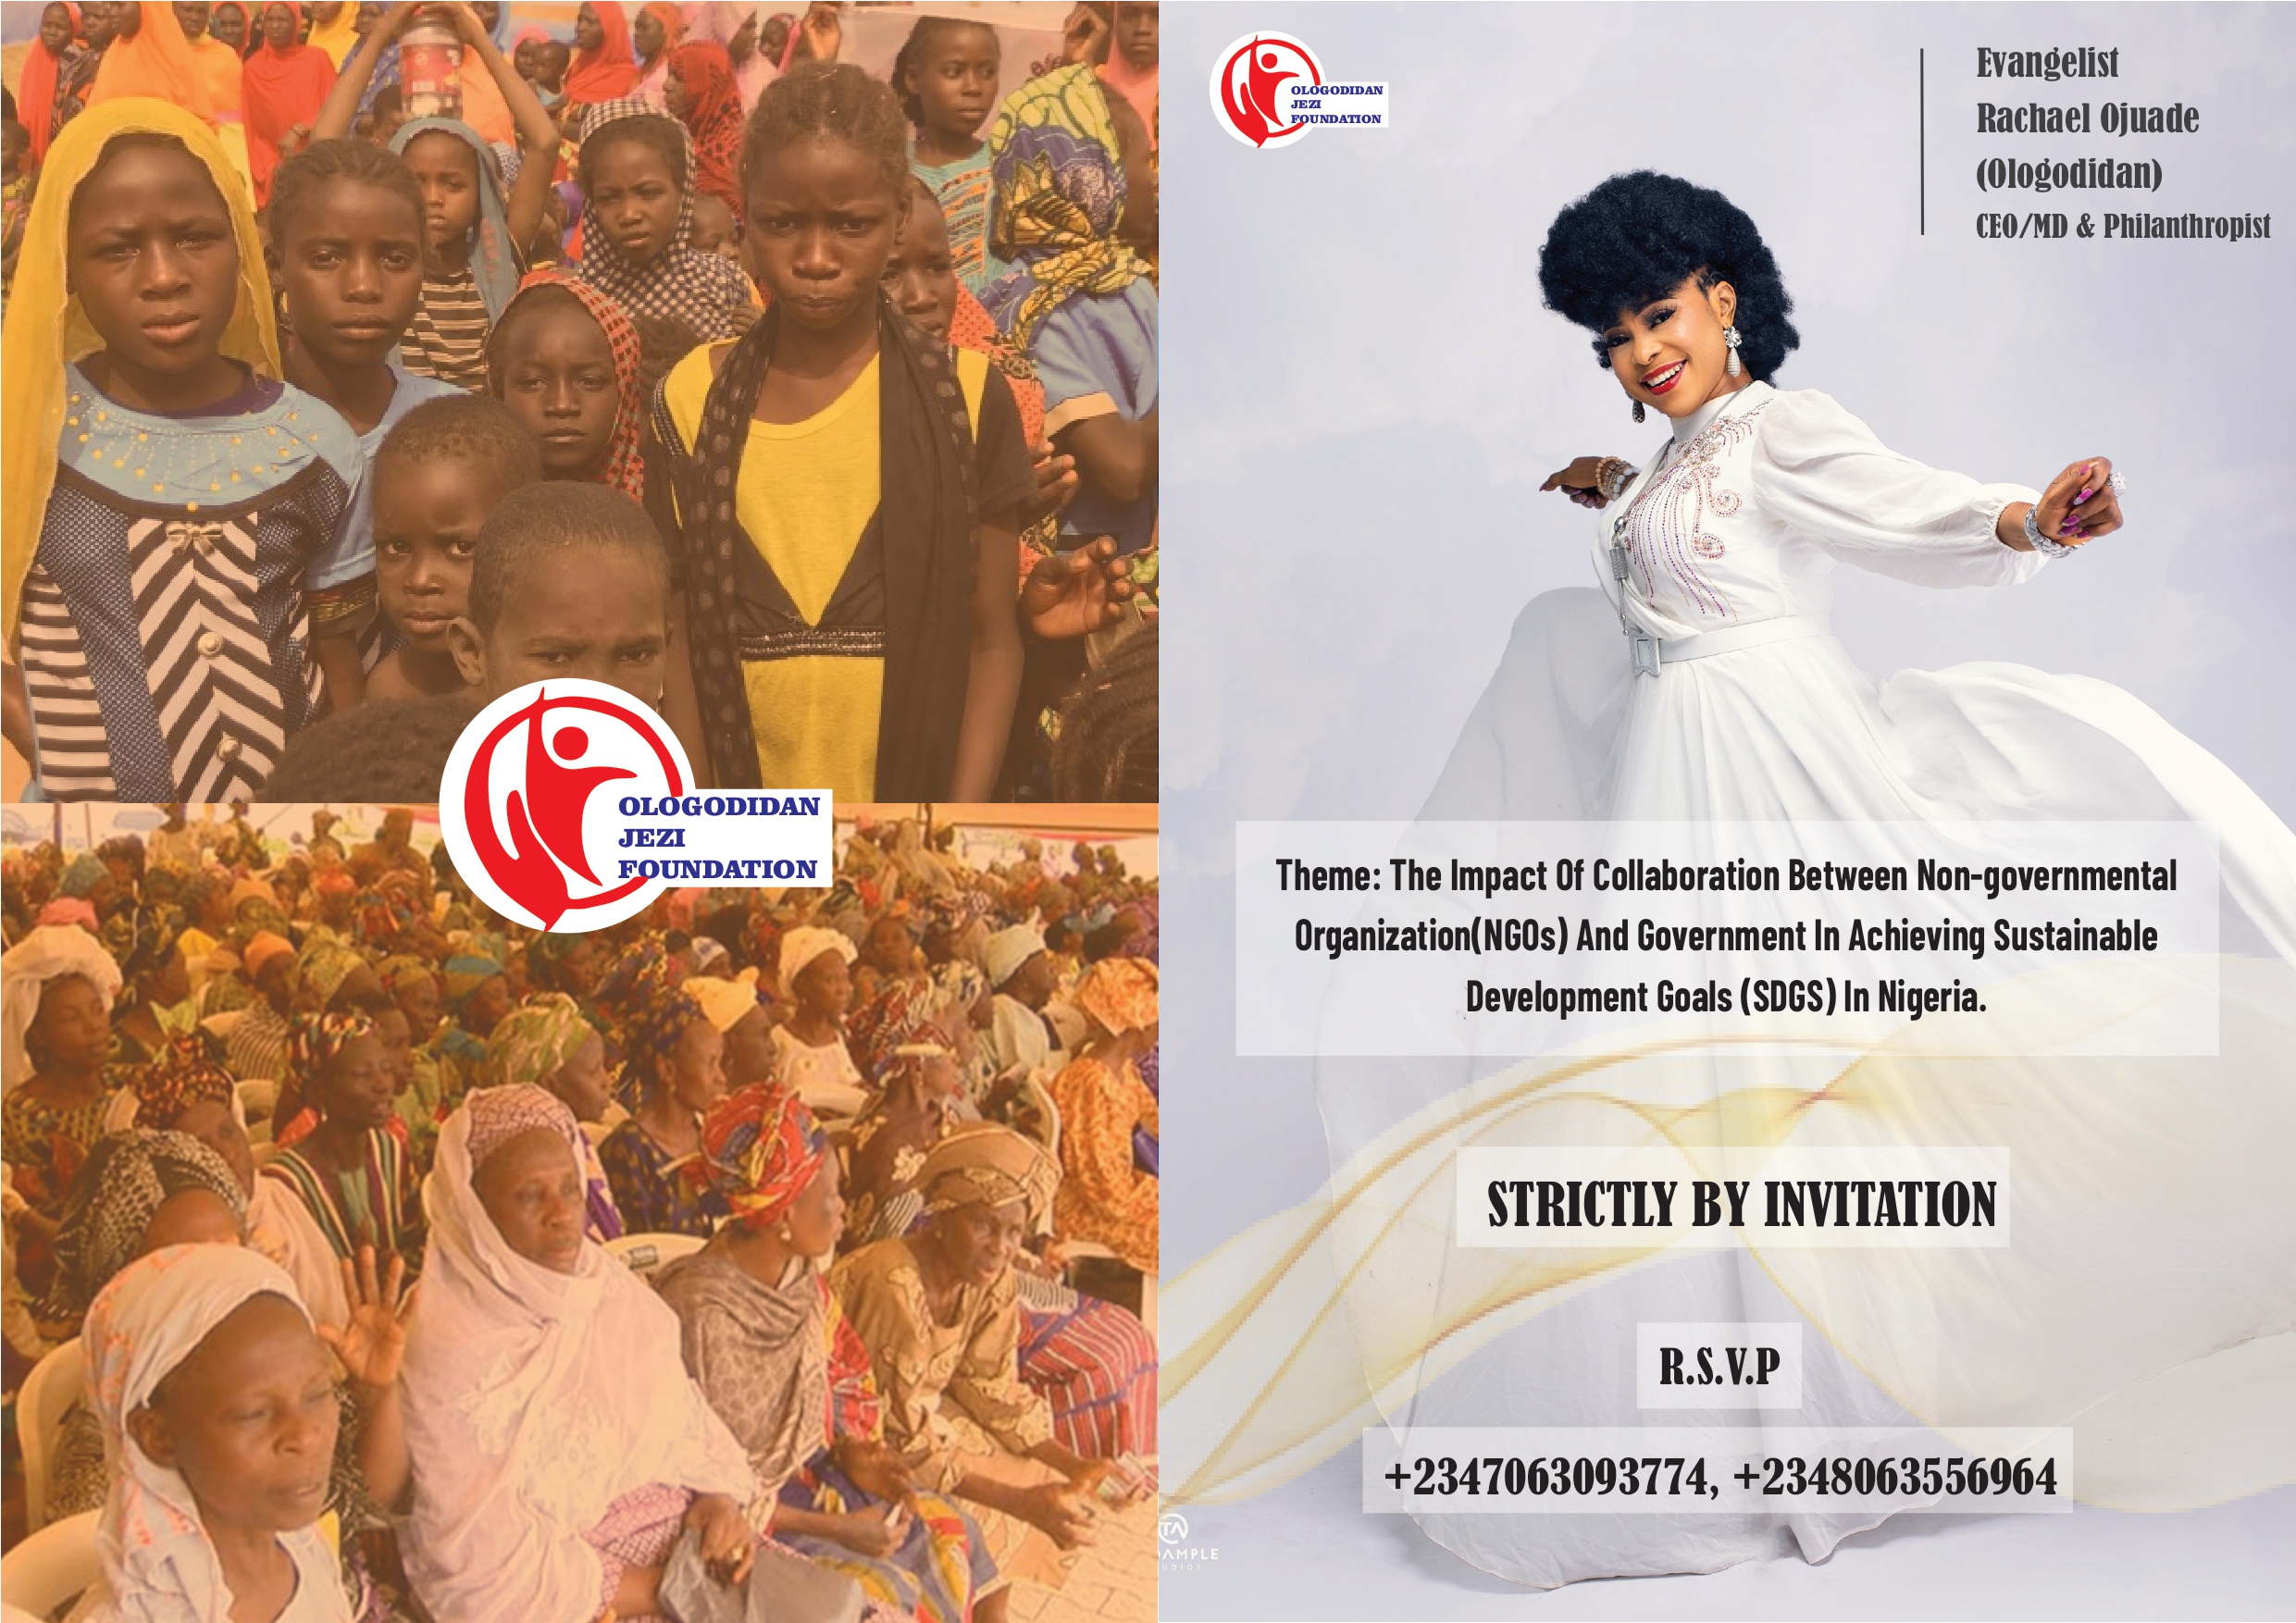 OLOGODIDAN
JEZI
FOUNDATION
OLOGODIDAN
JEZI
FOUNDATION
Evangelist
Rachael Ojuade
(Ologodidan)
CEO/MD & Philanthropist
Theme: The Impact Of Collaboration Between Non-governmental
Organization(NGOs) And Government In Achieving Sustainable
Development Goals (SDGS) In Nigeria.
STRICTLY BY INVITATION
R.S.V.P
+2347063093774, +2348063556964
TA